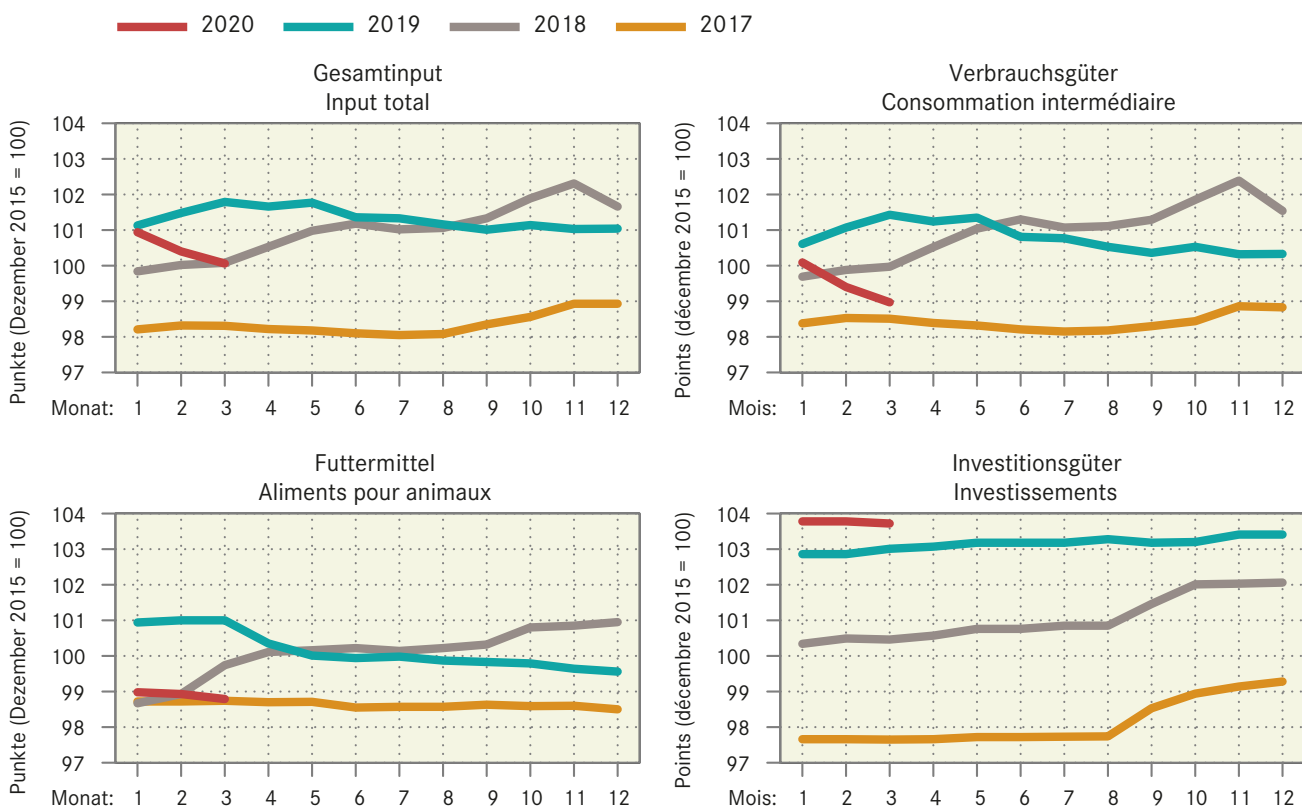 2020 2019 2018 2017
Gesamtinput
Input total
Punkte (Dezember 2015 = 100)
104
103
102
101
100
99
98
97
Monat: 1 2 3 4 5 6 7 8 9 10 11 12
Verbrauchsgüter
Consommation intermédiaire
Points (décembre 2015 = 100)
104
103
102
101
100
99
98
97
Mois: 1 2 3 4 5 6 7 8 9 10 11 12
Futtermittel
Aliments pour animaux
Punkte (Dezember 2015 = 100)
104
103
102
101
100
99
98
97
Monat: 1 2 3 4 5 6 7 8 9 10 11 12
Investitionsgüter
Investissements
Points (décembre 2015 = 100)
104
103
102
101
100
99
98
97
Mois: 1 2 3 4 5 6 7 8 9 10 11 12